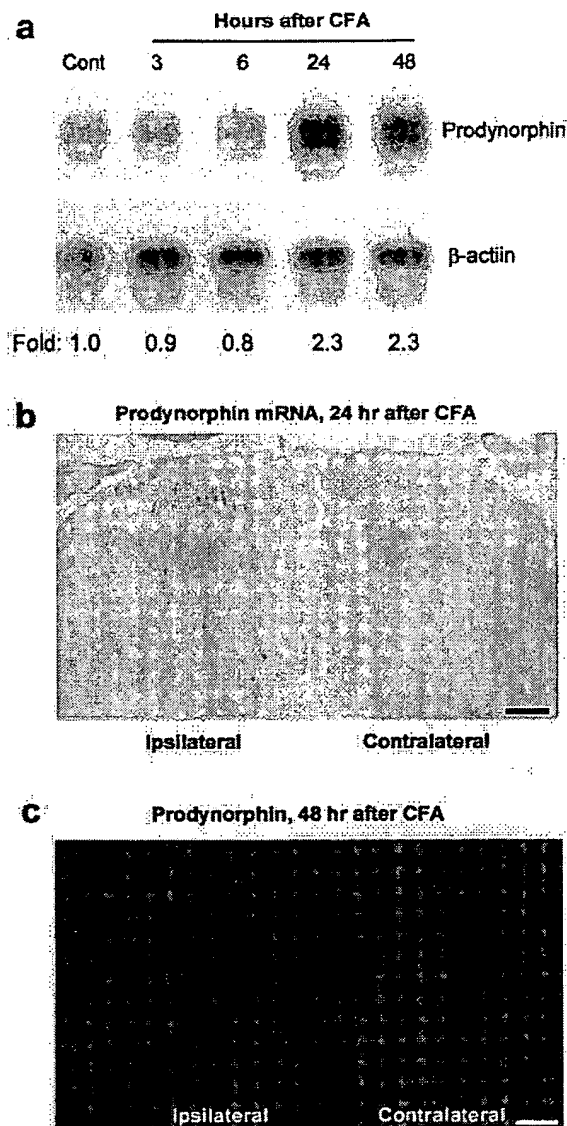 a
Hours after CFA
Cont 3 6 24 48
Prodynorphin
β-actiin
Fold: 1.0 0.9 0.8 2.3 2.3
b
Prodynorphin mRNA, 24 hr after CFA
Ipsilateral Contralateral
c
Prodynorphin, 48 hr after CFA
Ipsilateral Contralateral